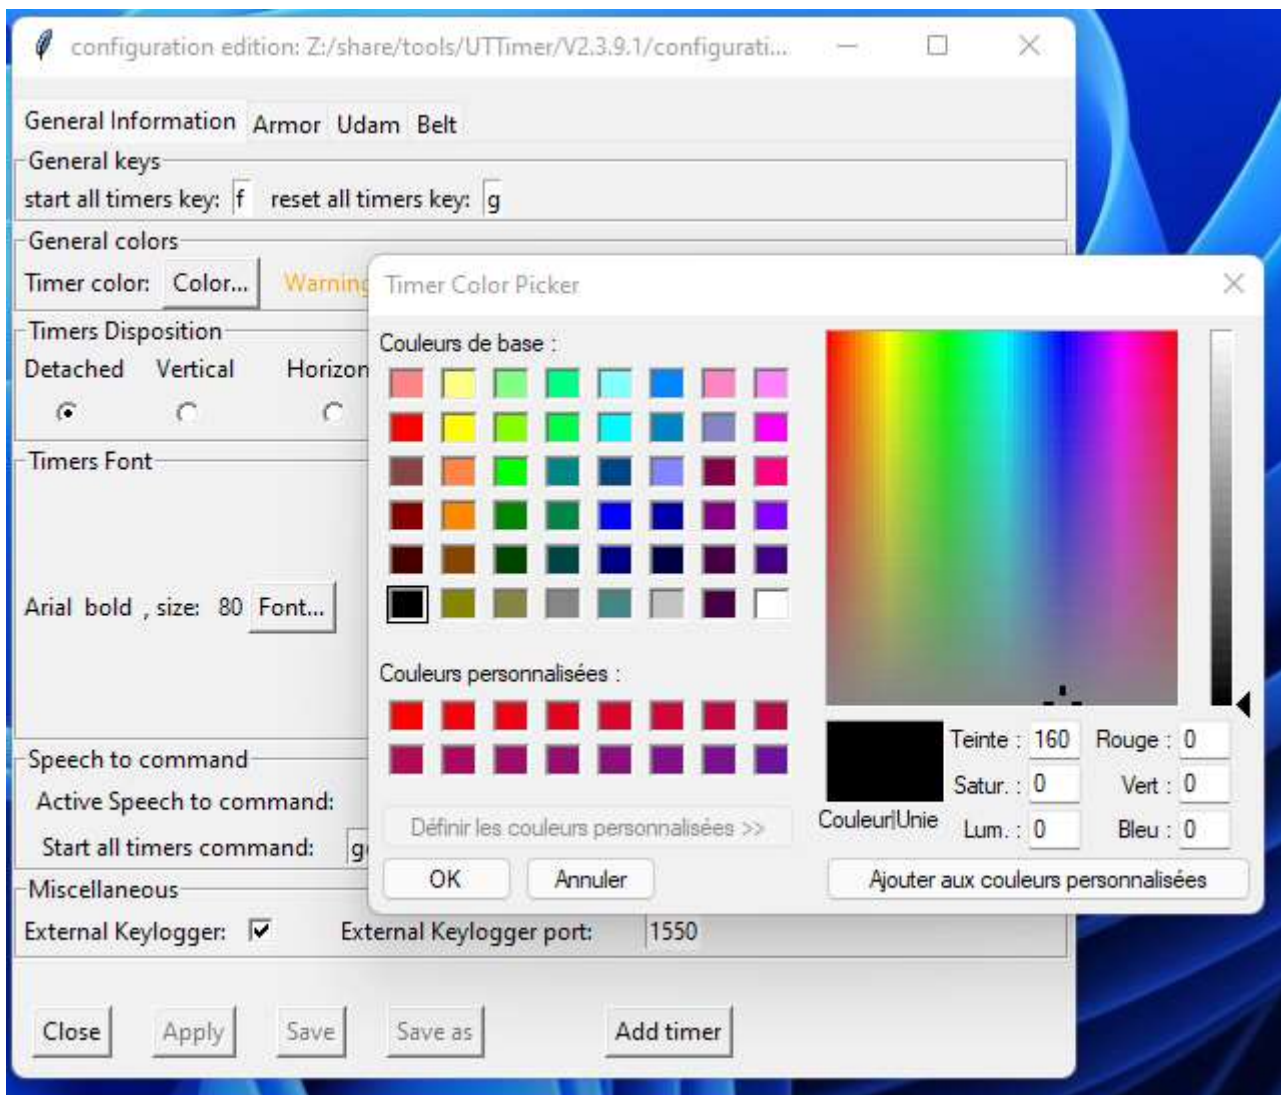 configuration edition: Z:/share/tools/UTTimer/V2.3.9.1/configurati...
General Information Armor Udam Belt
General keys
start all timers key: f reset all timers key: g
General colors
Timer color: Color... Warning
Timers Disposition
Detached Vertical Horizon
Timers Font
Arial bold , size: 80 Font...
Speech to command
Active Speech to command:
Start all timers command: g
Miscellaneous
External Keylogger: External Keylogger port: 1550
Close Apply Save Save as Add timer
Timer Color Picker
Couleurs de base :
Couleurs personnalisées :
Définir les couleurs personnalisées >>
OK Annuler
Couleur|Unie
Teinte : 160 Rouge : 0
Satur. : 0 Vert : 0
Lum. : 0 Bleu : 0
Ajouter aux couleurs personnalisées